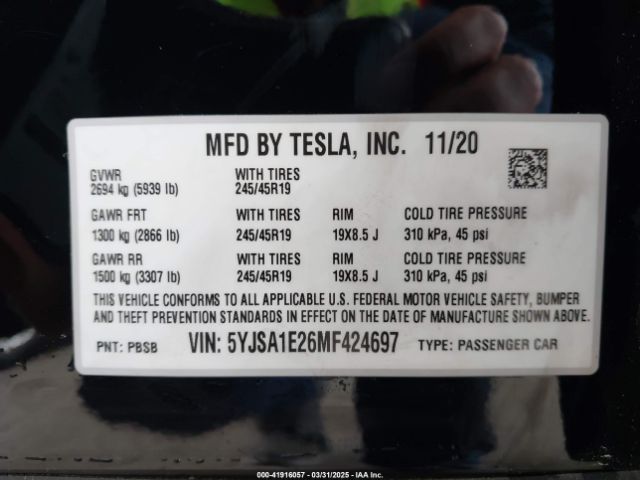 MFD BY TESLA, INC. 11/20
GVWR WITH TIRES
2694 kg (5939 lb) 245/45R19
GAWR FRT WITH TIRES RIM COLD TIRE PRESSURE
1300 kg (2866 lb) 245/45R19 19X8.5 J 310 kPa, 45 psi
GAWR RR WITH TIRES RIM COLD TIRE PRESSURE
1500 kg (3307 lb) 245/45R19 19X8.5 J 310 kPa, 45 psi
THIS VEHICLE CONFORMS TO ALL APPLICABLE U.S. FEDERAL MOTOR VEHICLE SAFETY, BUMPER
AND THEFT PREVENTION STANDARDS IN EFFECT ON THE DATE OF MANUFACTURE SHOWN ABOVE.
PNT: PBSB VIN: 5YJSA1E26MF424697 TYPE: PASSENGER CAR
000-41916057 - 03/31/2025 - IAA Inc.